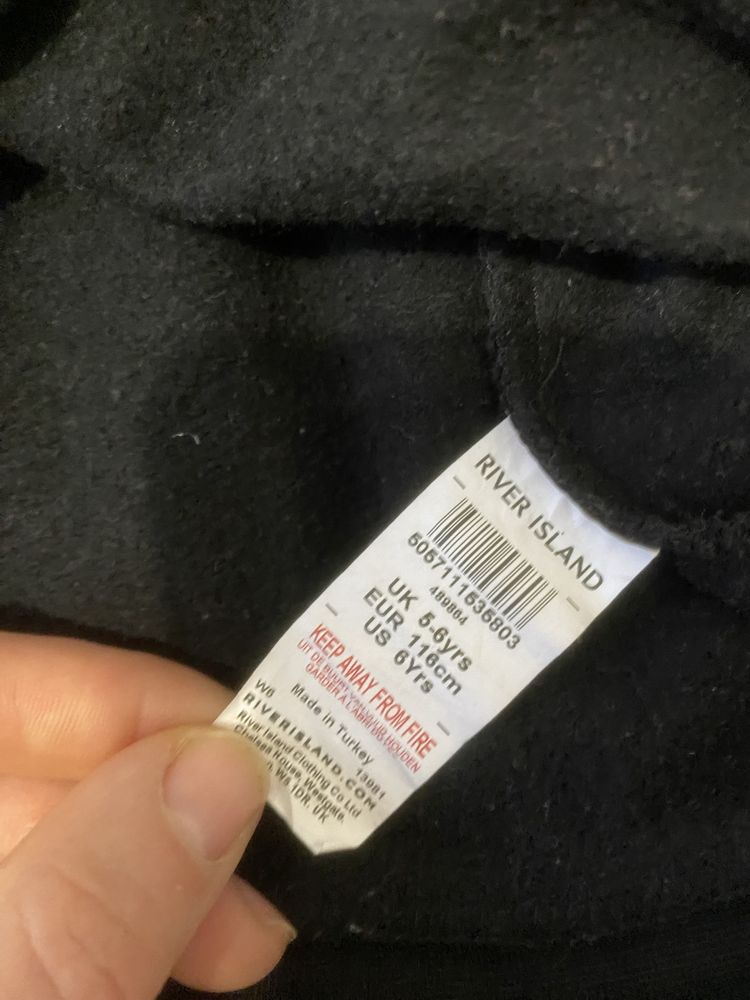 RIVER ISLAND
5057111535803
489864
UK 5-6yrs
EUR 116cm
US 6Yrs
KEEP AWAY FROM FIRE
UIT DE BUURT VAN VUUR HOUDEN
GARDER A L'ABRI DU FEU
W6 Made in Turkey 13981
RIVERISLAND.COM
River Island Clothing Co Ltd
Chelsea House, Westgate,
W5 1DR, UK